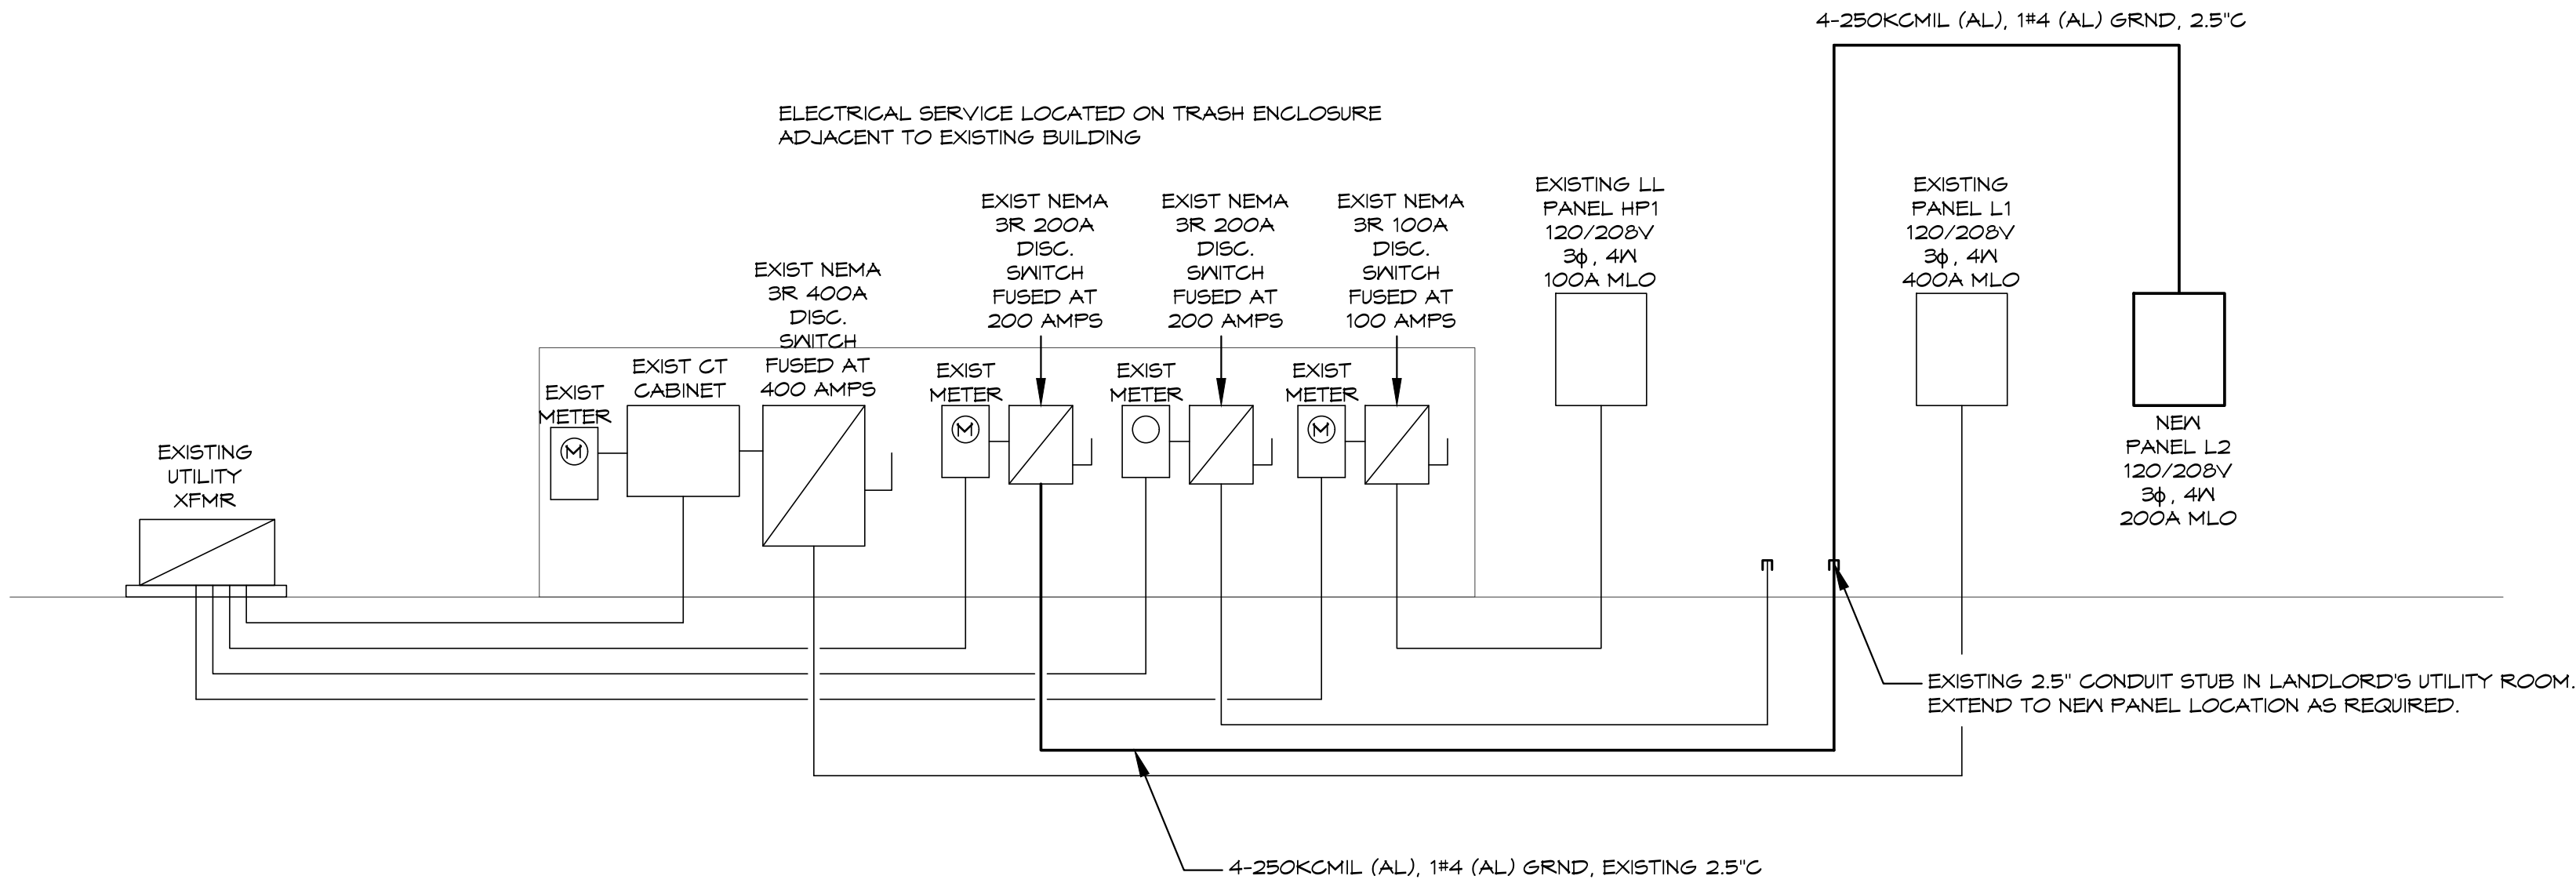 4-250KCMIL (AL), 1#4 (AL) GRND, 2.5"C
ELECTRICAL SERVICE LOCATED ON TRASH ENCLOSURE
ADJACENT TO EXISTING BUILDING
EXISTING
UTILITY
XFMR
EXIST
METER
M
EXIST CT
CABINET
EXIST NEMA
3R 400A
DISC.
SWITCH
FUSED AT
400 AMPS
EXIST
METER
M
EXIST NEMA
3R 200A
DISC.
SWITCH
FUSED AT
200 AMPS
EXIST
METER
EXIST NEMA
3R 200A
DISC.
SWITCH
FUSED AT
200 AMPS
EXIST
METER
M
EXIST NEMA
3R 100A
DISC.
SWITCH
FUSED AT
100 AMPS
EXISTING LL
PANEL HP1
120/208V
3ϕ, 4W
100A MLO
EXISTING
PANEL L1
120/208V
3ϕ, 4W
400A MLO
NEW
PANEL L2
120/208V
3ϕ, 4W
200A MLO
EXISTING 2.5" CONDUIT STUB IN LANDLORD'S UTILITY ROOM.
EXTEND TO NEW PANEL LOCATION AS REQUIRED.
4-250KCMIL (AL), 1#4 (AL) GRND, EXISTING 2.5"C